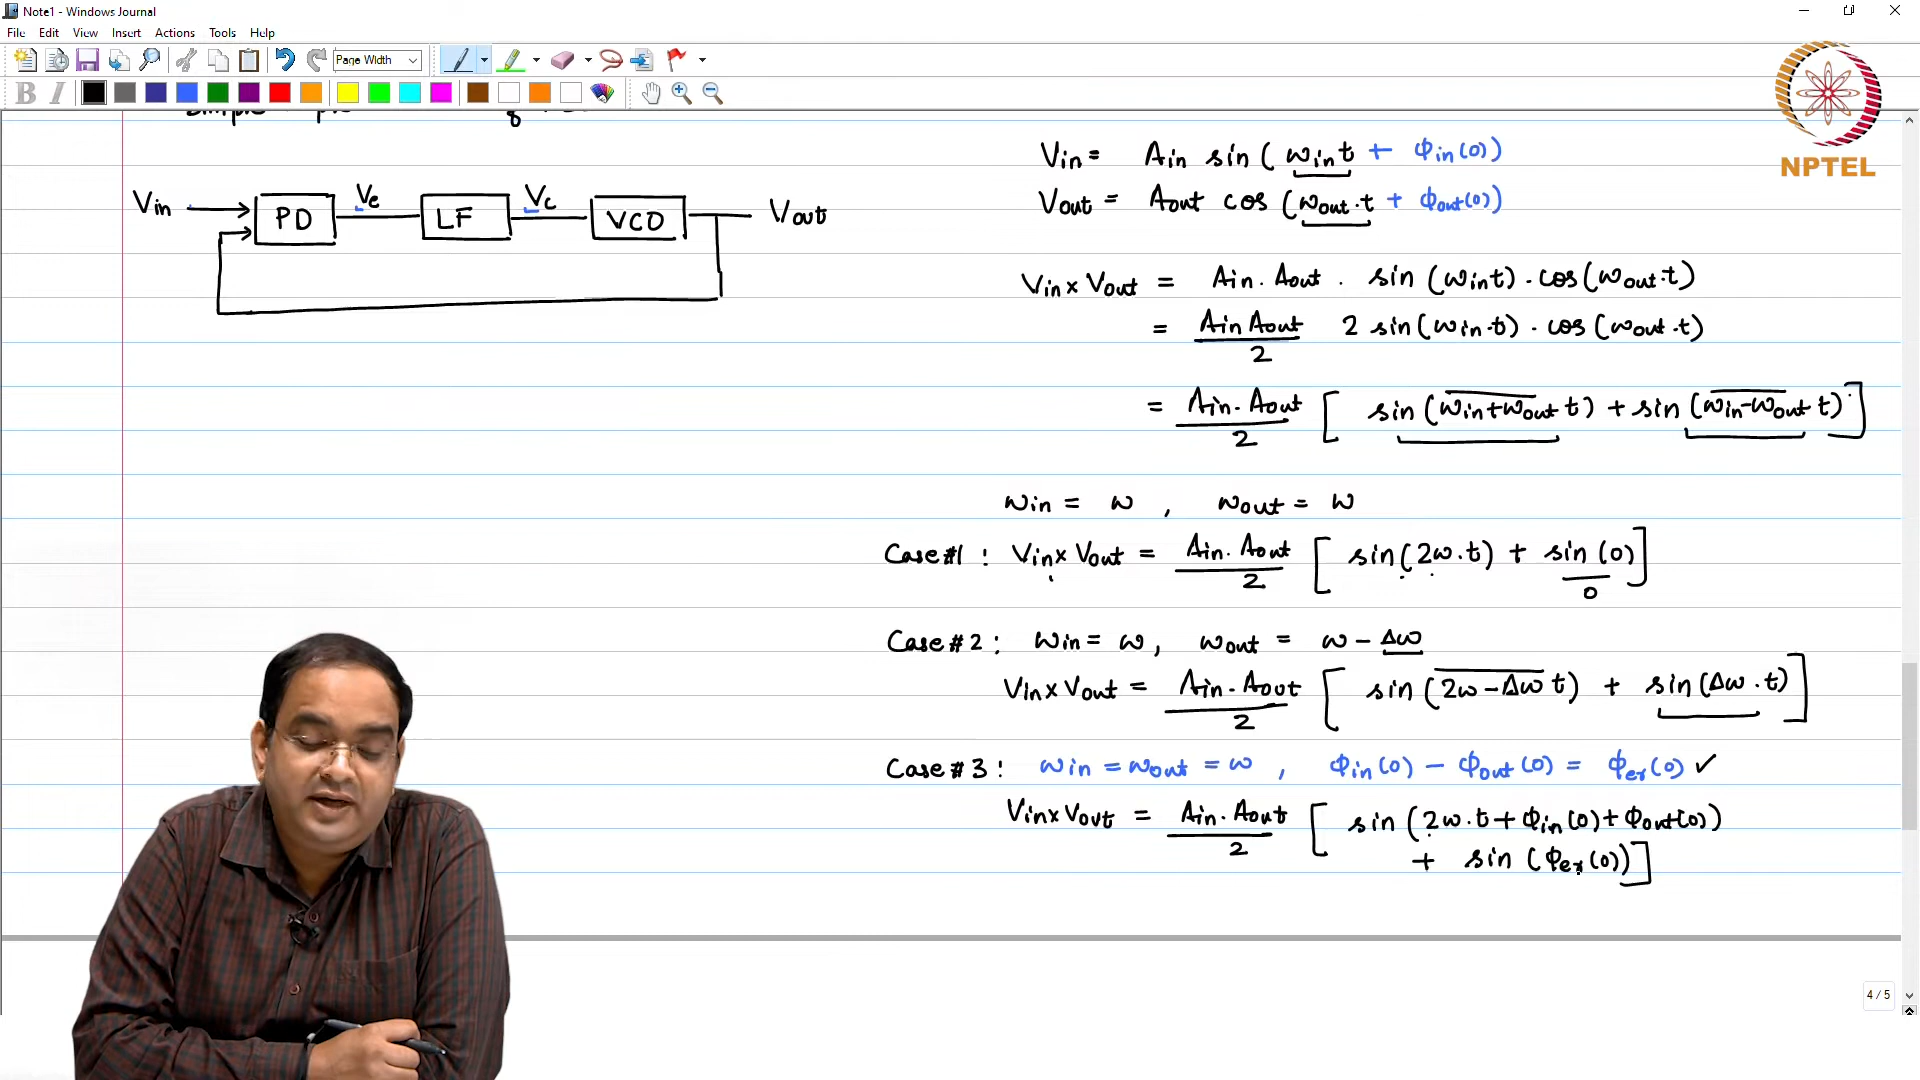 Note1 - Windows Journal
File Edit View Insert Actions Tools Help
Page Width
B I
NPTEL
Vin PD Ve LF Vc VCO Vout
Vin = Ain sin (ωint + Φin(0))
Vout = Aout cos (ωout·t + Φout(0))
Vin x Vout = Ain. Aout . sin (ωint) . cos(ωout·t)
= Ain Aout / 2 2 sin(ωin·t) . cos(ωout·t)
= Ain. Aout / 2 [ sin (ωin+ωout t) + sin (ωin-ωout t) ]
ωin = ω , ωout = ω
Case #1 : Vin x Vout = Ain. Aout / 2 [ sin(2ω.t) + sin (0) ]
0
Case # 2 : ωin = ω, ωout = ω - Δω
Vin x Vout = Ain. Aout / 2 [ sin (2ω - Δω t) + sin(Δω . t) ]
Case # 3 : ωin = ωout = ω , Φin(0) - Φout(0) = Φer(0) ✓
Vin x Vout = Ain. Aout / 2 [ sin (2ω.t + Φin(0) + Φout(0))
+ sin (Φer(0)) ]
4 / 5